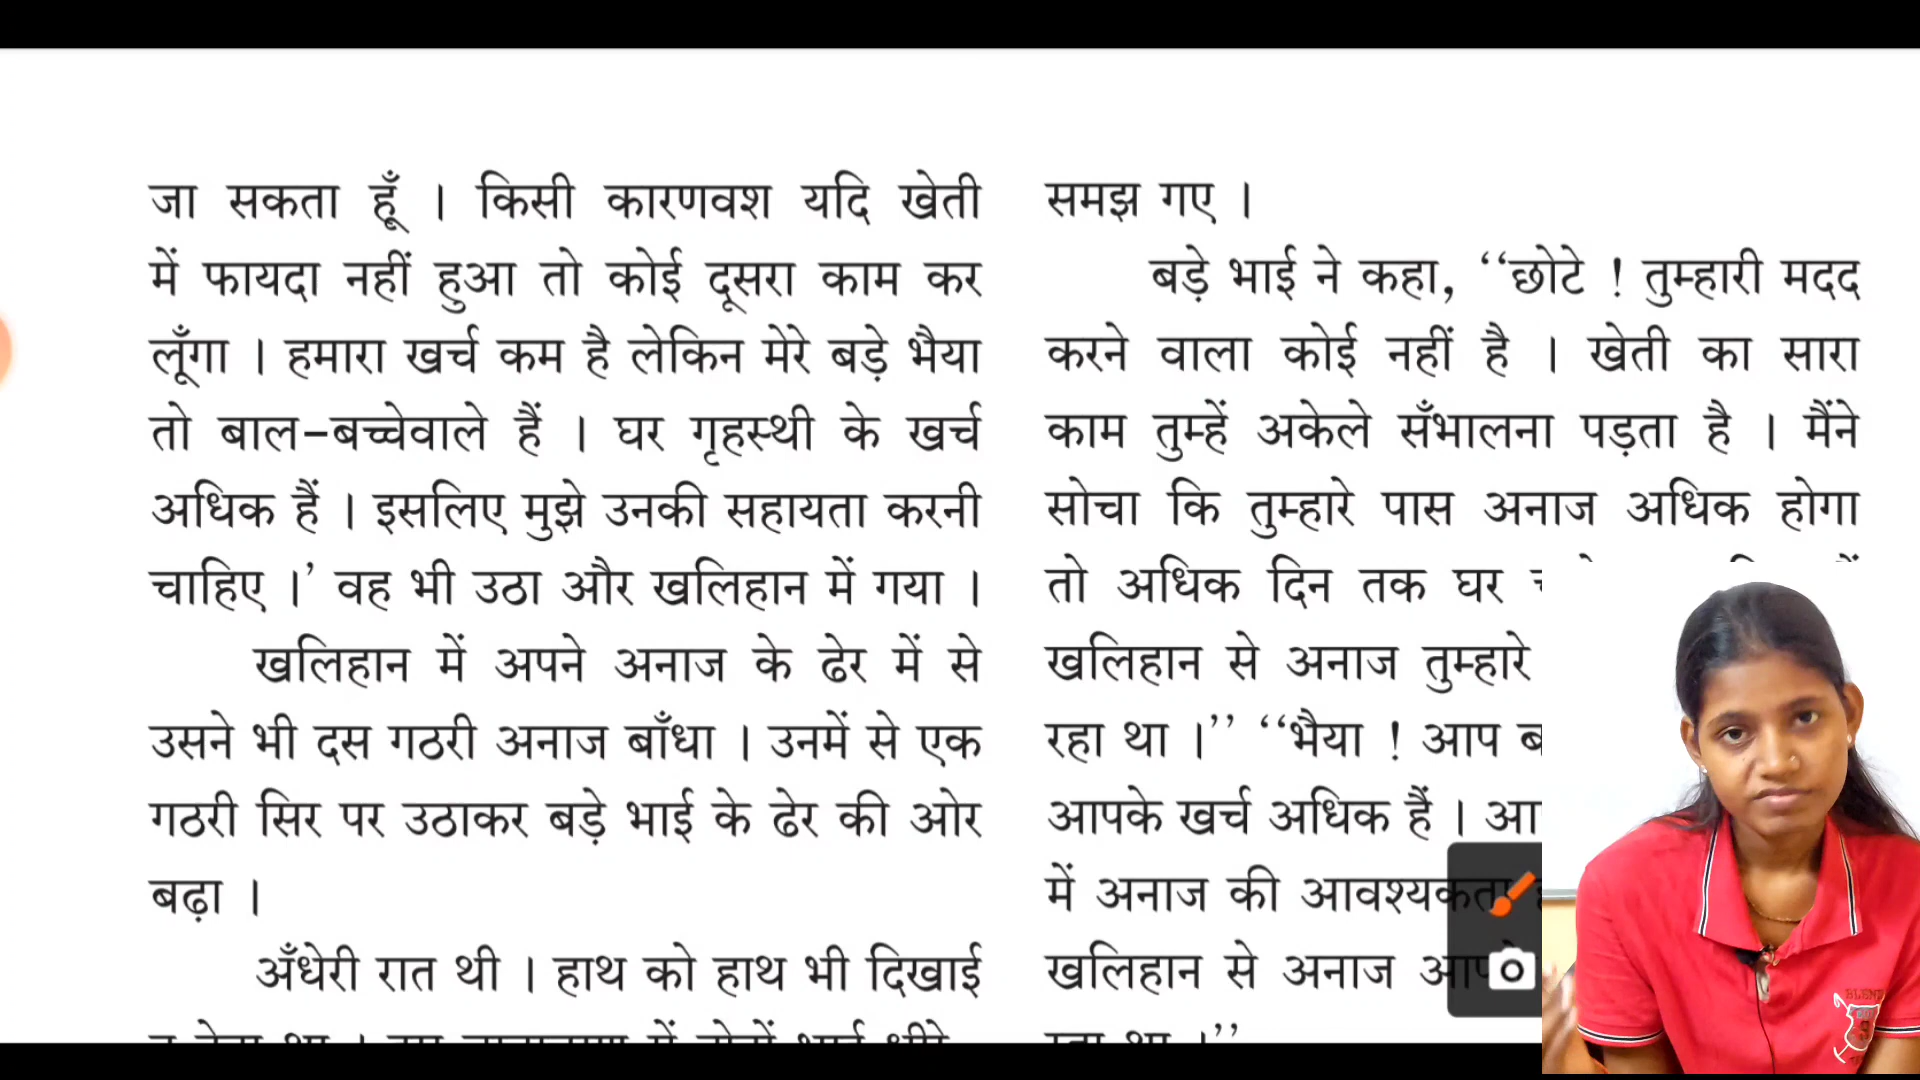 जा सकता हूँ । किसी कारणवश यदि खेती
में फायदा नहीं हुआ तो कोई दूसरा काम कर
लूँगा । हमारा खर्च कम है लेकिन मेरे बड़े भैया
तो बाल-बच्चेवाले हैं । घर गृहस्थी के खर्च
अधिक हैं । इसलिए मुझे उनकी सहायता करनी
चाहिए ।’ वह भी उठा और खलिहान में गया ।
खलिहान में अपने अनाज के ढेर में से
उसने भी दस गठरी अनाज बाँधा । उनमें से एक
गठरी सिर पर उठाकर बड़े भाई के ढेर की ओर
बढ़ा ।
अँधेरी रात थी । हाथ को हाथ भी दिखाई
समझ गए ।
बड़े भाई ने कहा, ‘‘छोटे ! तुम्हारी मदद
करने वाला कोई नहीं है । खेती का सारा
काम तुम्हें अकेले सँभालना पड़ता है । मैंने
सोचा कि तुम्हारे पास अनाज अधिक होगा
तो अधिक दिन तक घर
खलिहान से अनाज तुम्हारे
रहा था ।’’ ‘‘भैया ! आप
आपके खर्च अधिक हैं ।
में अनाज की आवश्यकता
खलिहान से अनाज
रहा था ।’’